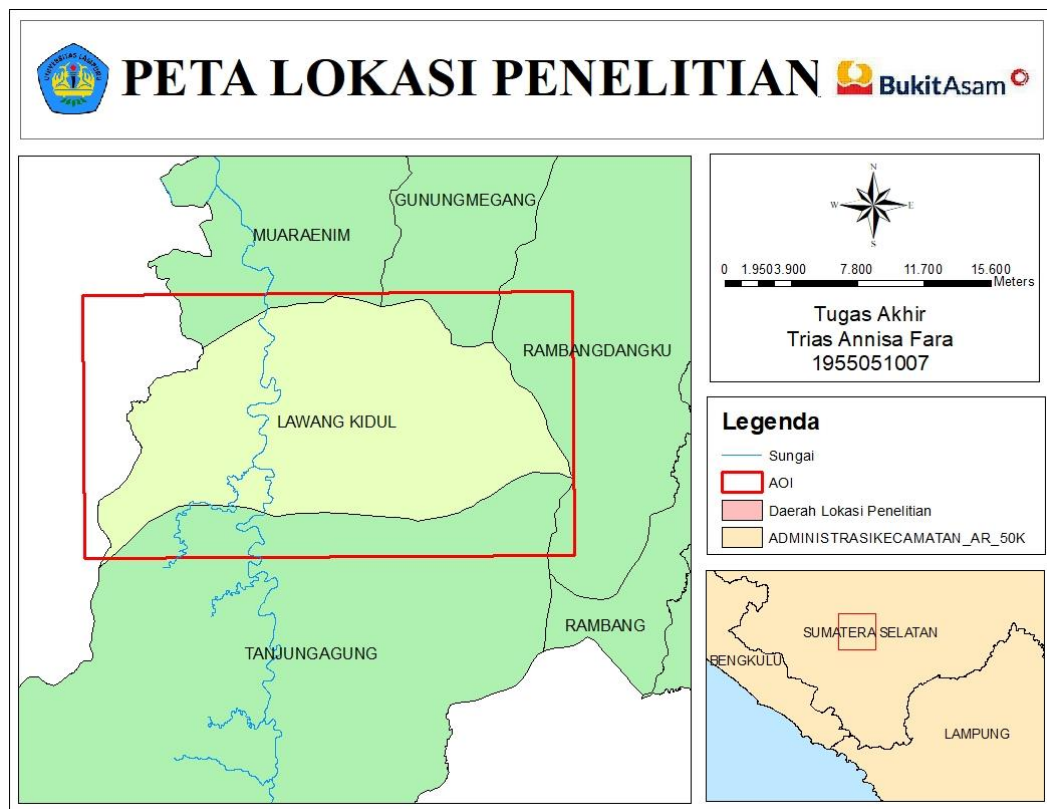 UNIVERSITAS LAMPUNG
PETA LOKASI PENELITIAN
BukitAsam
GUNUNGMEGANG
MUARAENIM
RAMBANGDANGKU
LAWANG KIDUL
RAMBANG
TANJUNGAGUNG
N
W
E
S
0 1.950 3.900 7.800 11.700 15.600
Meters
Tugas Akhir
Trias Annisa Fara
1955051007
Legenda
Sungai
AOI
Daerah Lokasi Penelitian
ADMINISTRASIKECAMATAN_AR_50K
SUMATERA SELATAN
BENGKULU
LAMPUNG